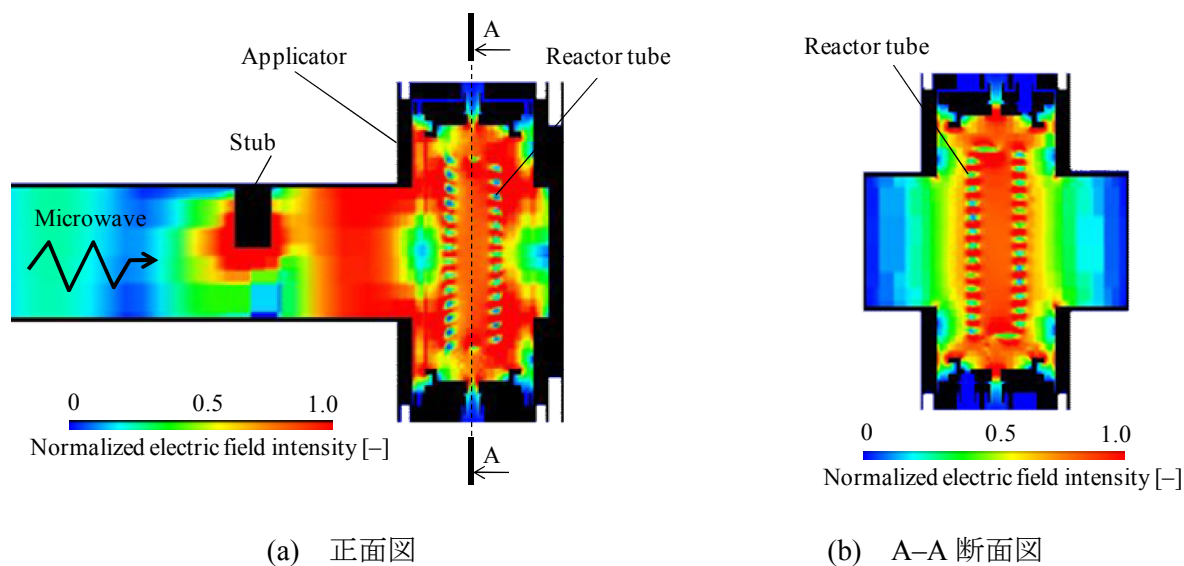 A
Applicator
Reactor tube
Stub
Microwave
0 0.5 1.0
Normalized electric field intensity [–]
A
(a) 正面図
Reactor tube
0 0.5 1.0
Normalized electric field intensity [–]
(b) A–A 断面図